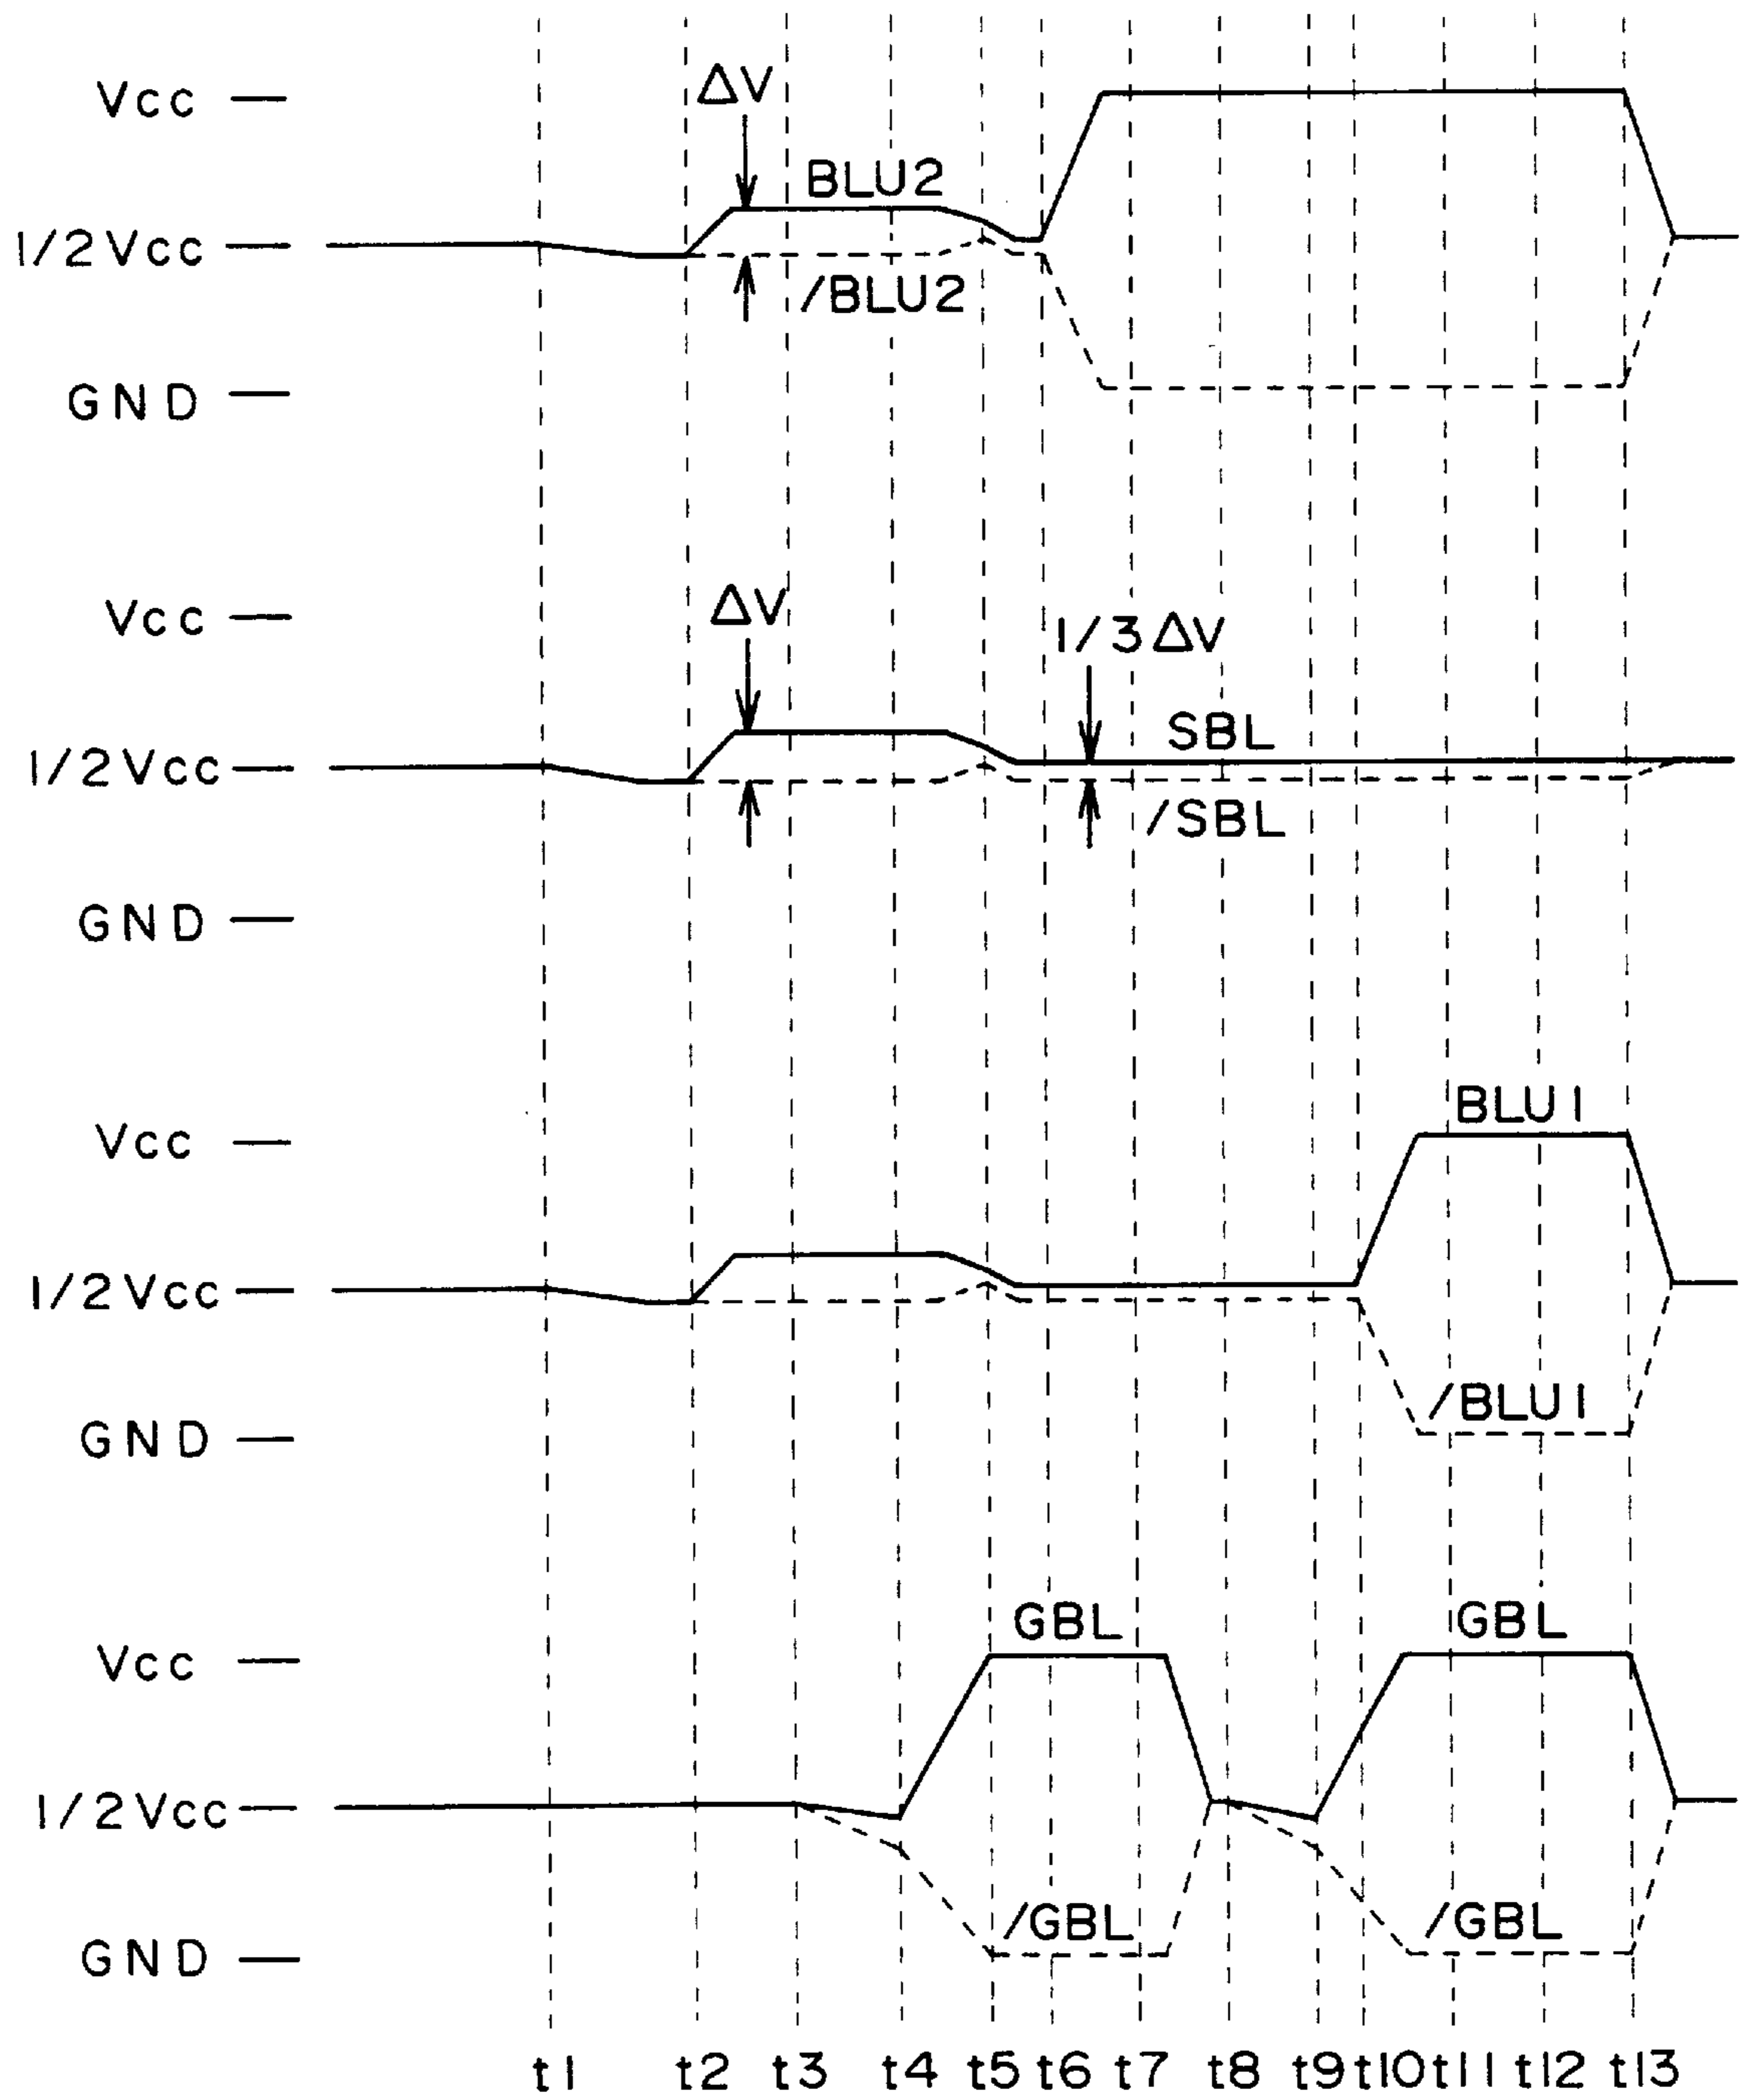 Vcc
ΔV
BLU2
1/2Vcc
/BLU2
GND
Vcc
ΔV
1/3ΔV
SBL
1/2Vcc
/SBL
GND
Vcc
BLU1
1/2Vcc
/BLU1
GND
Vcc
GBL
GBL
1/2Vcc
/GBL
/GBL
GND
t1 t2 t3 t4 t5 t6 t7 t8 t9 t10 t11 t12 t13